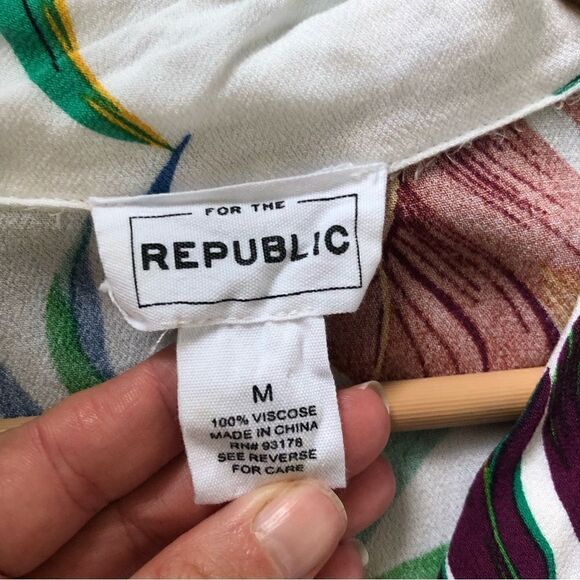 FOR THE
REPUBLIC
M
100% VISCOSE
MADE IN CHINA
RN# 93178
SEE REVERSE
FOR CARE